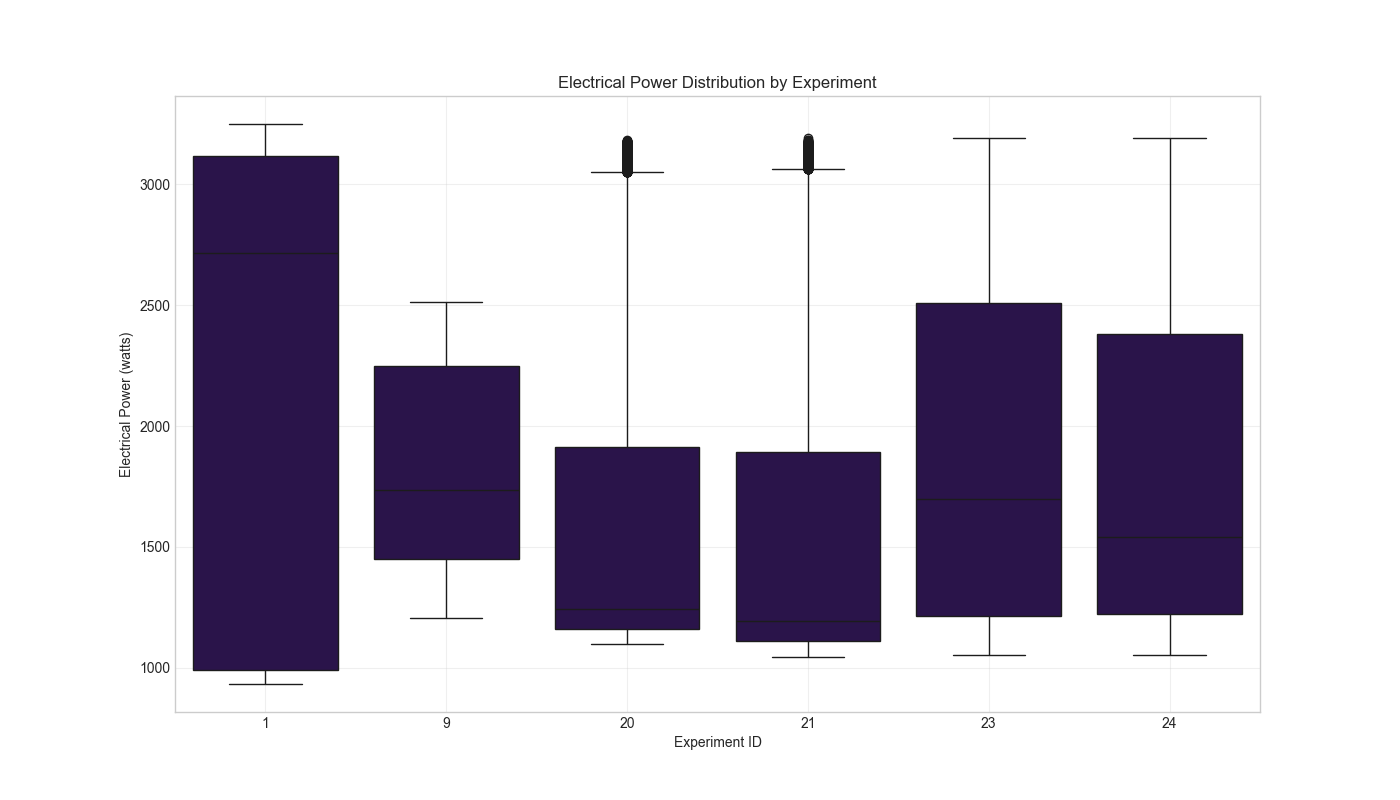 Electrical Power Distribution by Experiment
Electrical Power (watts)
3000
2500
2000
1500
1000
1 9 20 21 23 24
Experiment ID